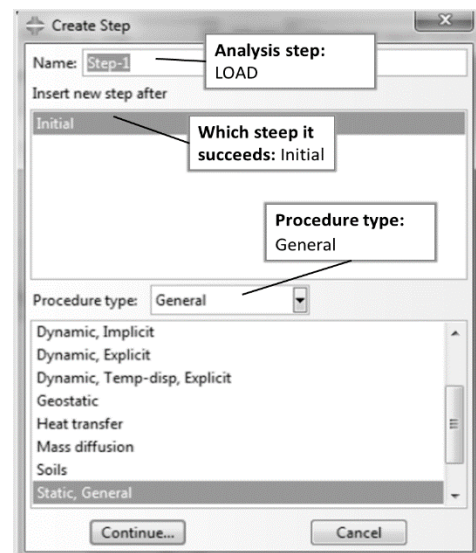 Create Step
Name: Step-1
Analysis step:
LOAD
Insert new step after
Initial
Which steep it
succeeds: Initial
Procedure type:
General
Procedure type: General
Dynamic, Implicit
Dynamic, Explicit
Dynamic, Temp-disp, Explicit
Geostatic
Heat transfer
Mass diffusion
Soils
Static, General
Continue...
Cancel